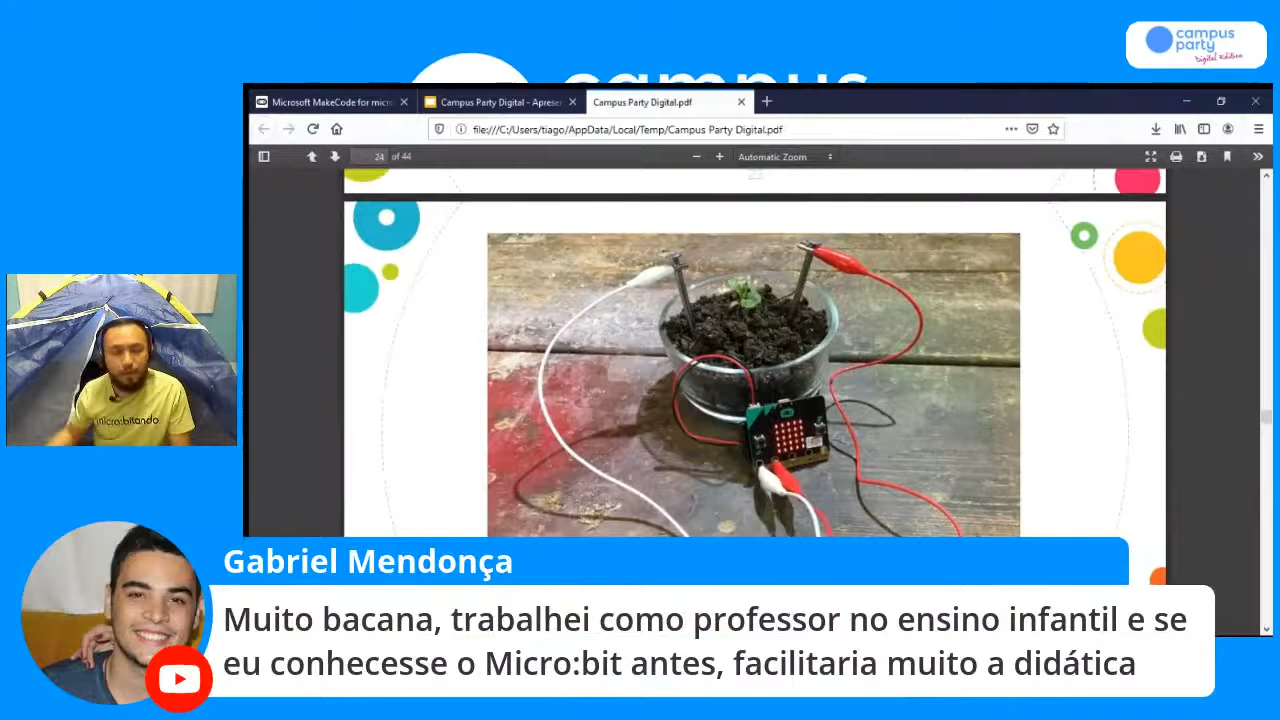 campus
party
Digital Edition
campus
Microsoft MakeCode for micro
Campus Party Digital - Aprese
Campus Party Digital.pdf
file:///C:/Users/tiago/AppData/Local/Temp/Campus Party Digital.pdf
24 of 44
Automatic Zoom
23
micro:bitando
Gabriel Mendonça
Muito bacana, trabalhei como professor no ensino infantil e se
eu conhecesse o Micro:bit antes, facilitaria muito a didática